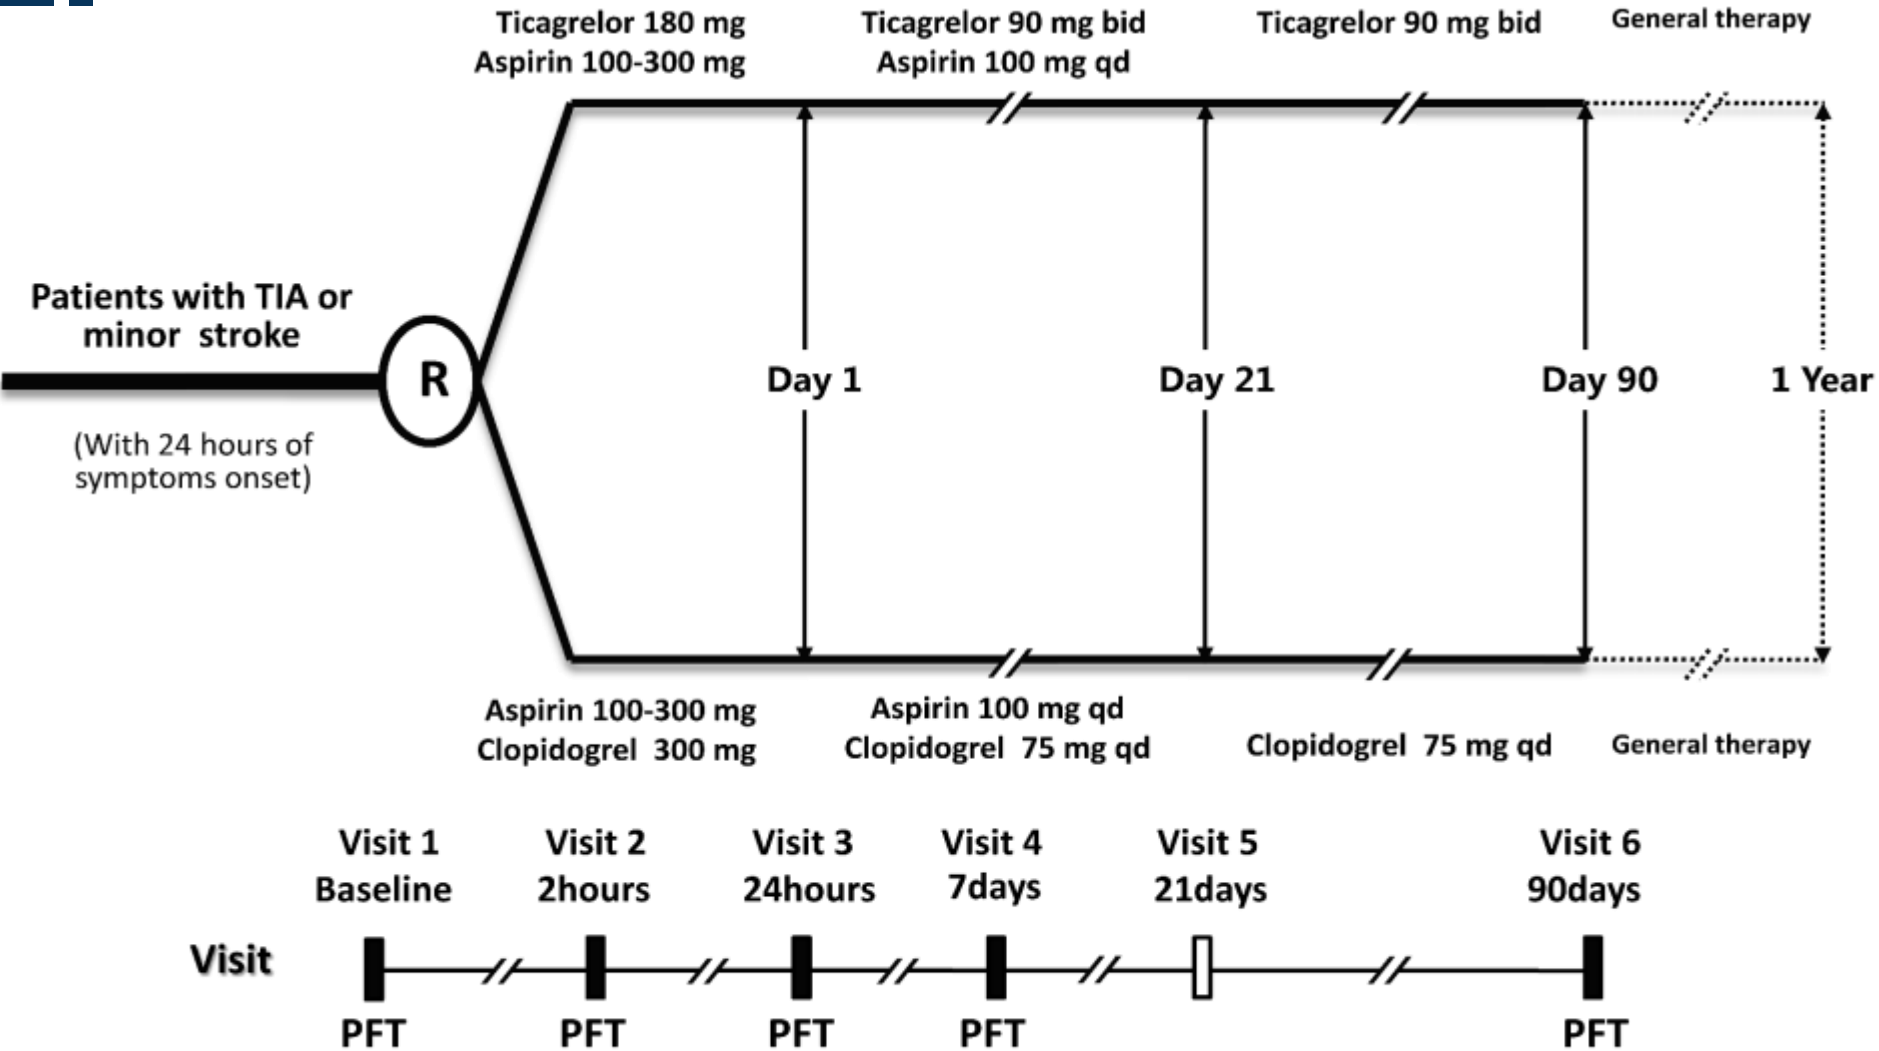 Ticagrelor 180 mg
Aspirin 100-300 mg
Ticagrelor 90 mg bid
Aspirin 100 mg qd
Ticagrelor 90 mg bid
General therapy
Patients with TIA or
minor stroke
R
(With 24 hours of
symptoms onset)
Day 1
Day 21
Day 90
1 Year
Aspirin 100-300 mg
Clopidogrel 300 mg
Aspirin 100 mg qd
Clopidogrel 75 mg qd
Clopidogrel 75 mg qd
General therapy
Visit 1
Baseline
Visit 2
2hours
Visit 3
24hours
Visit 4
7days
Visit 5
21days
Visit 6
90days
Visit
PFT
PFT
PFT
PFT
PFT